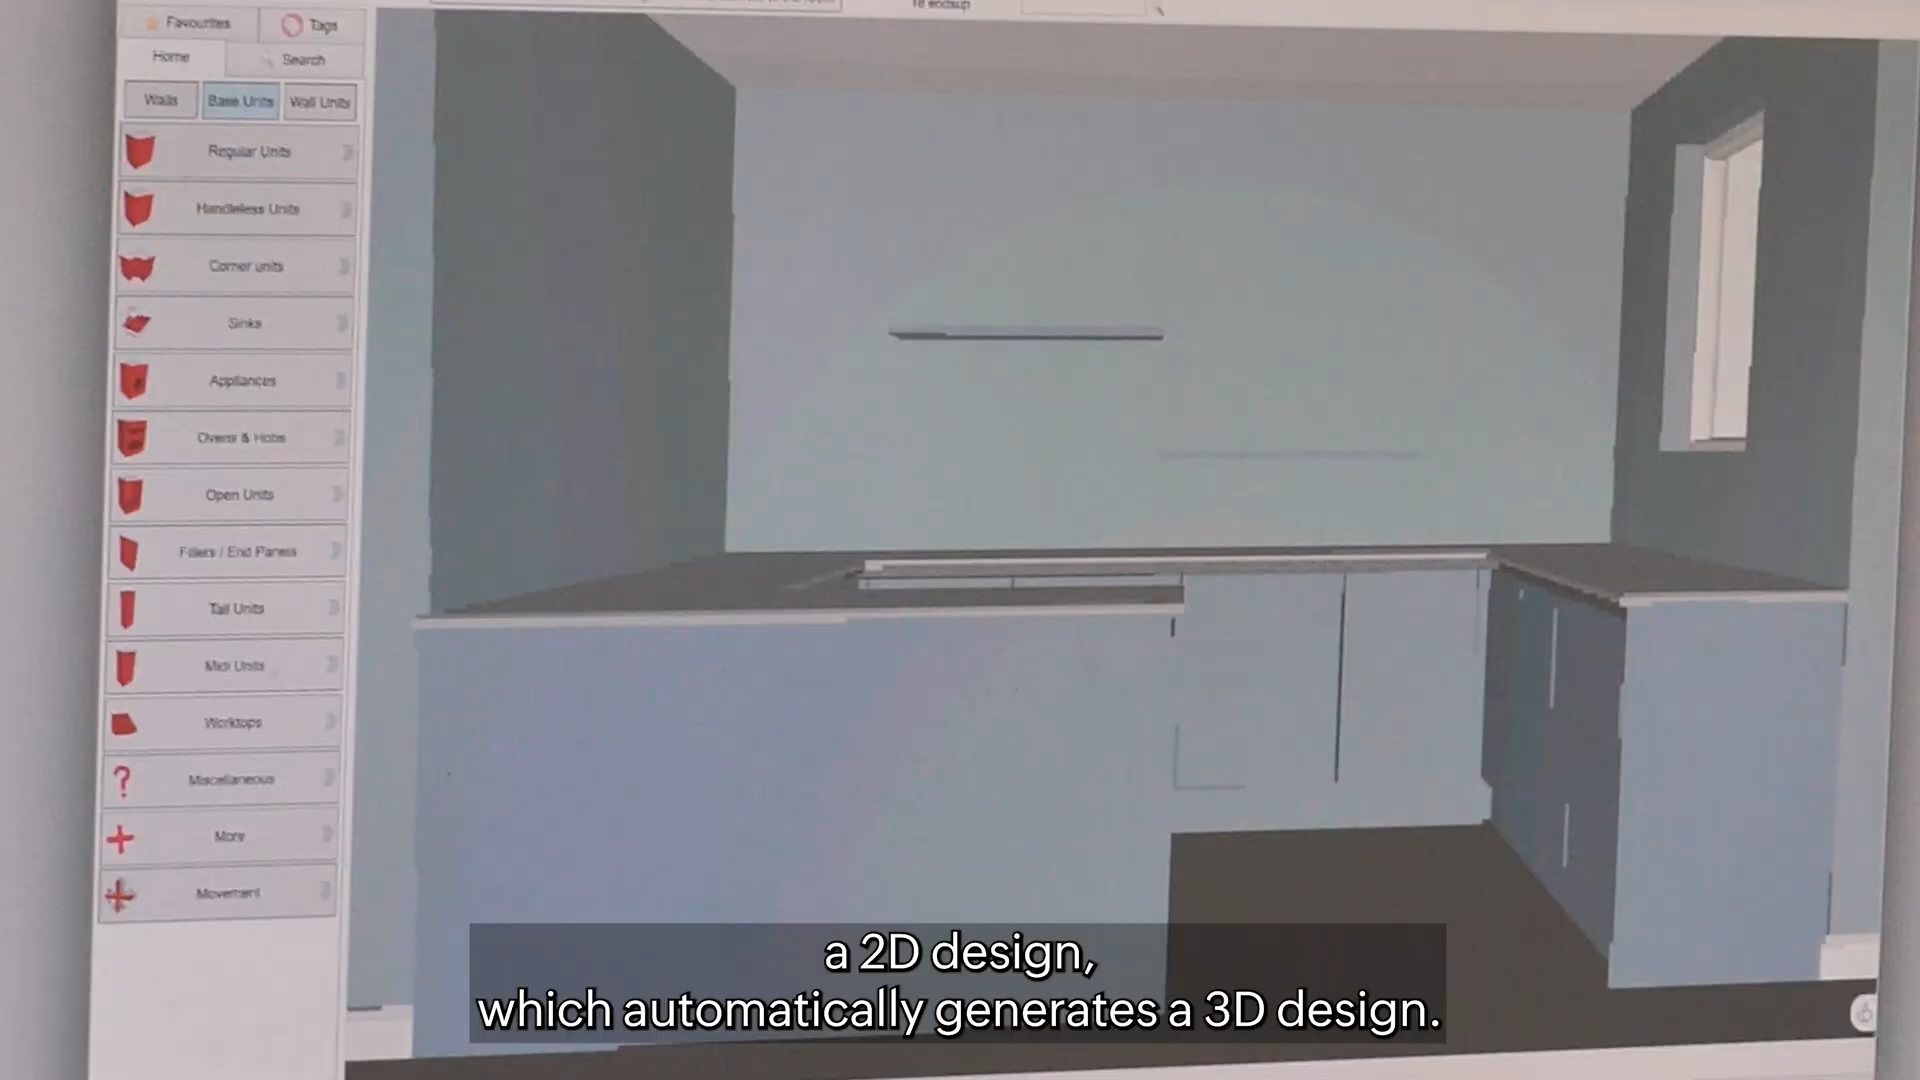 Favourites
Tags
Home
Search
Walls
Base Units
Wall Units
Regular Units
Handleless Units
Corner units
Sinks
Appliances
Ovens & Hobs
Open Units
Fillers / End Panels
Tall Units
Midi Units
Worktops
Miscellaneous
More
Movement
a 2D design,
which automatically generates a 3D design.